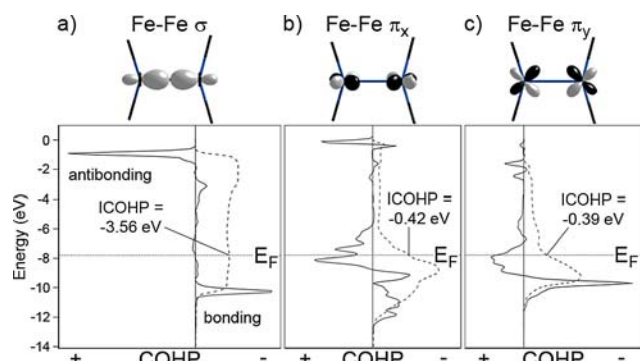 a) Fe-Fe σ
b) Fe-Fe πx
c) Fe-Fe πy
0
-2
-4
-6
-8
-10
-12
-14
Energy (eV)
antibonding
ICOHP =
-3.56 eV
EF
bonding
ICOHP =
-0.42 eV
EF
ICOHP =
-0.39 eV
EF
+ COHP -
+ COHP -
+ COHP -